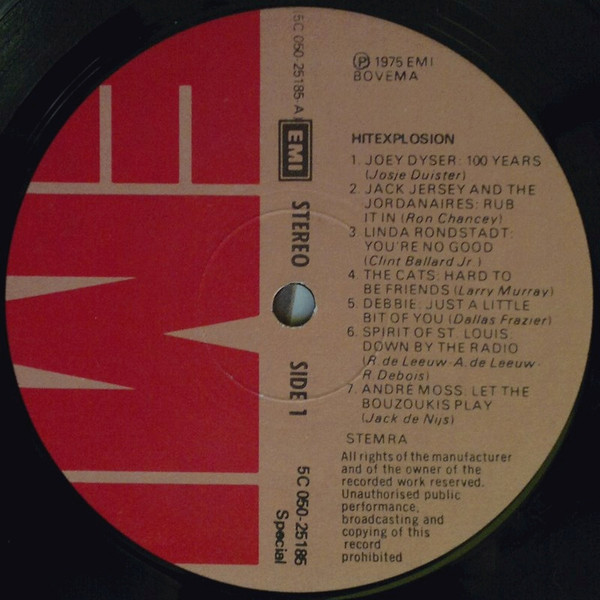 5C 050-25185-A
Ⓟ 1975 EMI
BOVEMA
EMI
STEREO
SIDE 1
5C 050-25185
Special
HITEXPLOSION
1. JOEY DYSER: 100 YEARS
(Josje Duister)
2. JACK JERSEY AND THE
JORDANAIRES: RUB
IT IN (Ron Chancey)
3. LINDA RONDSTADT:
YOU'RE NO GOOD
(Clint Ballard Jr.)
4. THE CATS: HARD TO
BE FRIENDS (Larry Murray)
5. DEBBIE: JUST A LITTLE
BIT OF YOU (Dallas Frazier)
6. SPIRIT OF ST. LOUIS:
DOWN BY THE RADIO
(R. de Leeuw-A. de Leeuw-
R. Debois)
7. ANDRE MOSS: LET THE
BOUZOUKIS PLAY
(Jack de Nijs)
STEMRA
All rights of the manufacturer
and of the owner of the
recorded work reserved.
Unauthorised public
performance,
broadcasting and
copying of this
record
prohibited
EMI